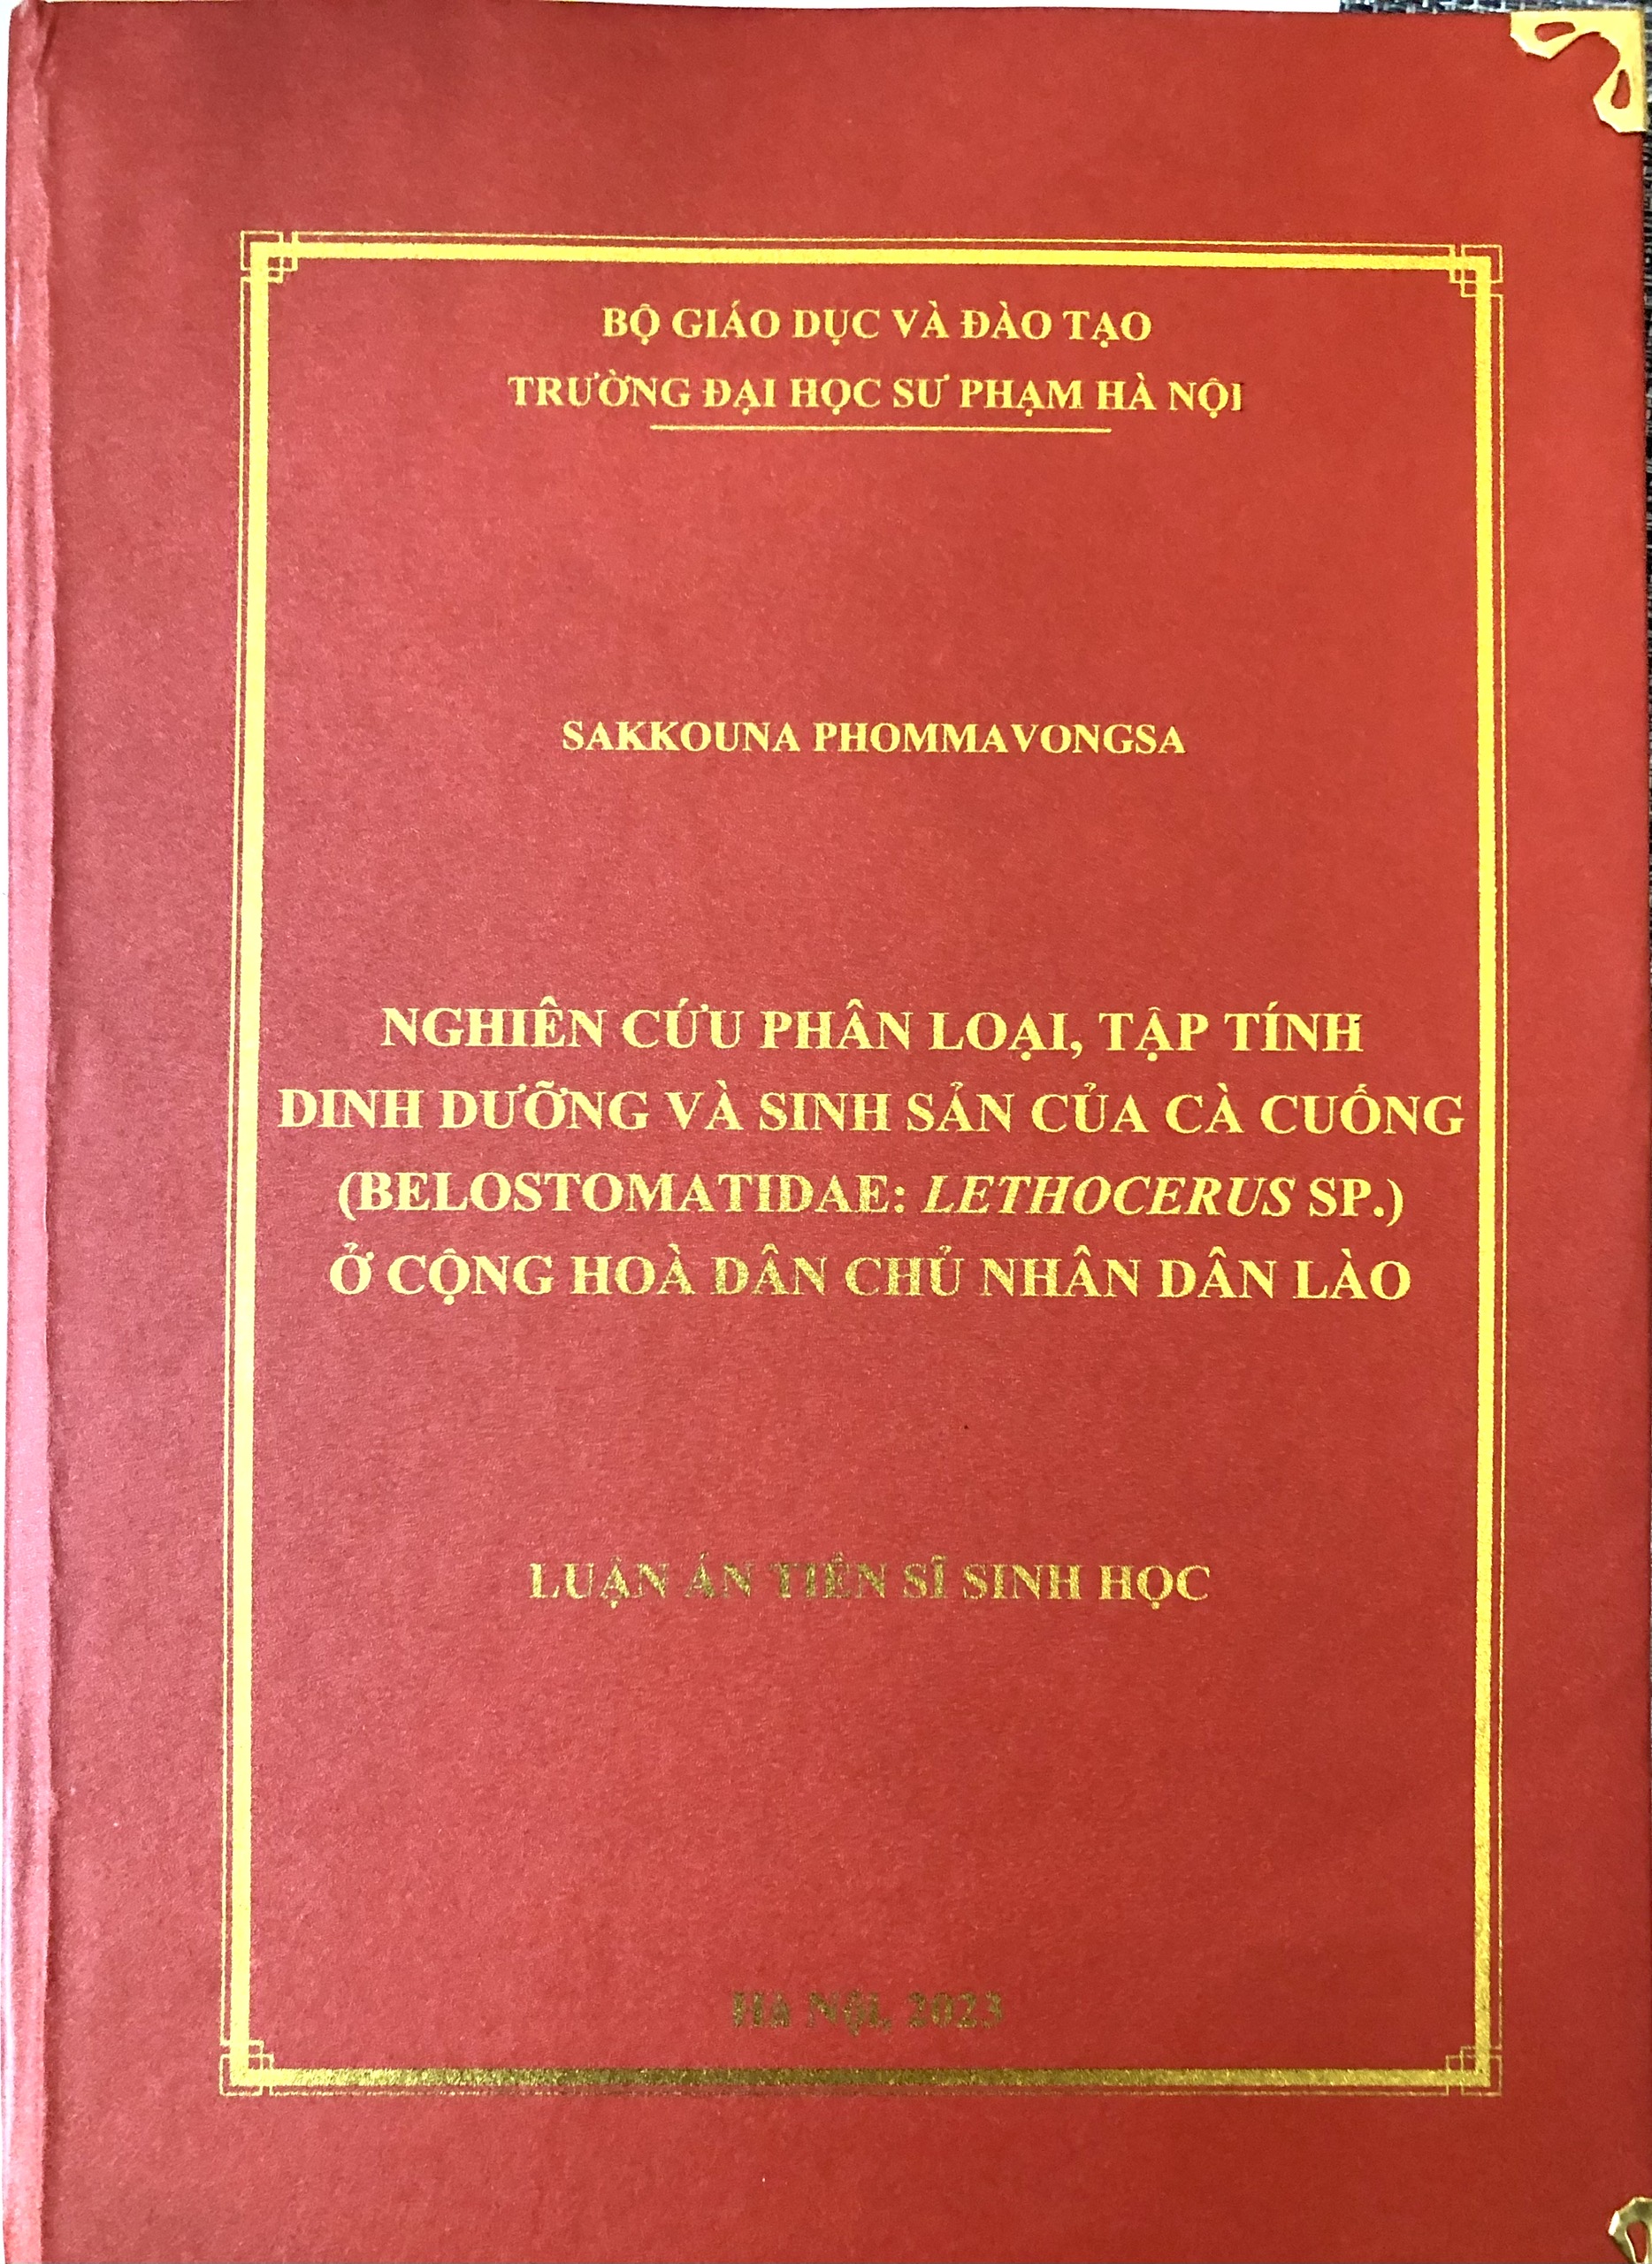 BỘ GIÁO DỤC VÀ ĐÀO TẠO
TRƯỜNG ĐẠI HỌC SƯ PHẠM HÀ NỘI
SAKKOUNA PHOMMAVONGSA
NGHIÊN CỨU PHÂN LOẠI, TẬP TÍNH
DINH DƯỠNG VÀ SINH SẢN CỦA CÀ CUỐNG
(BELOSTOMATIDAE: LETHOCERUS SP.)
Ở CỘNG HOÀ DÂN CHỦ NHÂN DÂN LÀO
LUẬN ÁN TIẾN SĨ SINH HỌC
Hà Nội, 2023